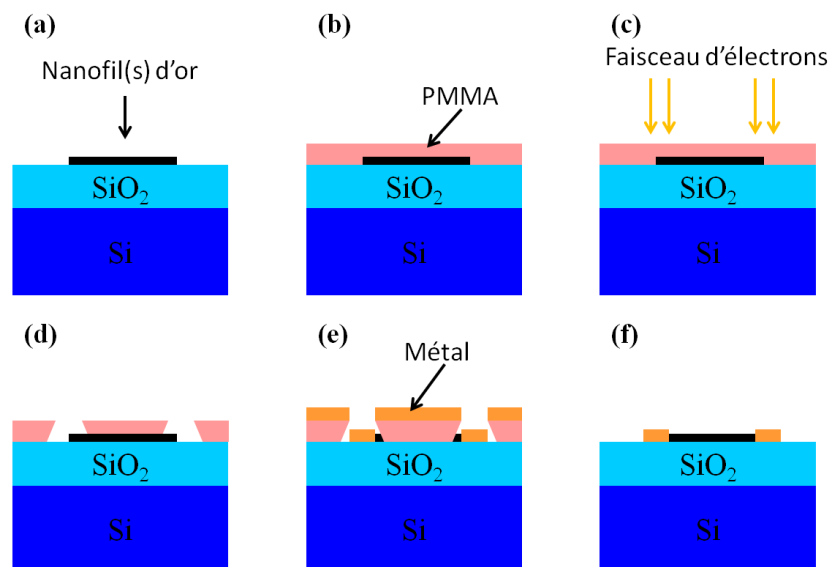 (a)
Nanofil(s) d'or
SiO2
Si
(b)
PMMA
SiO2
Si
(c)
Faisceau d'électrons
SiO2
Si
(d)
SiO2
Si
(e)
Métal
SiO2
Si
(f)
SiO2
Si